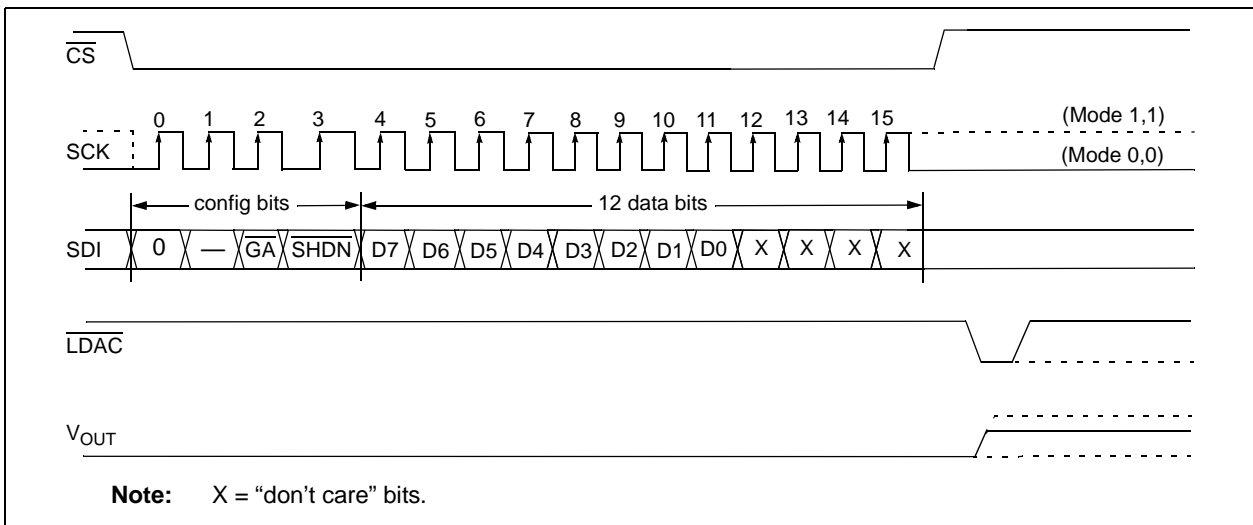 CS
0 1 2 3 4 5 6 7 8 9 10 11 12 13 14 15 (Mode 1,1)
SCK (Mode 0,0)
config bits 12 data bits
SDI 0 — GA SHDN D7 D6 D5 D4 D3 D2 D1 D0 X X X X
LDAC
VOUT
Note: X = “don’t care” bits.